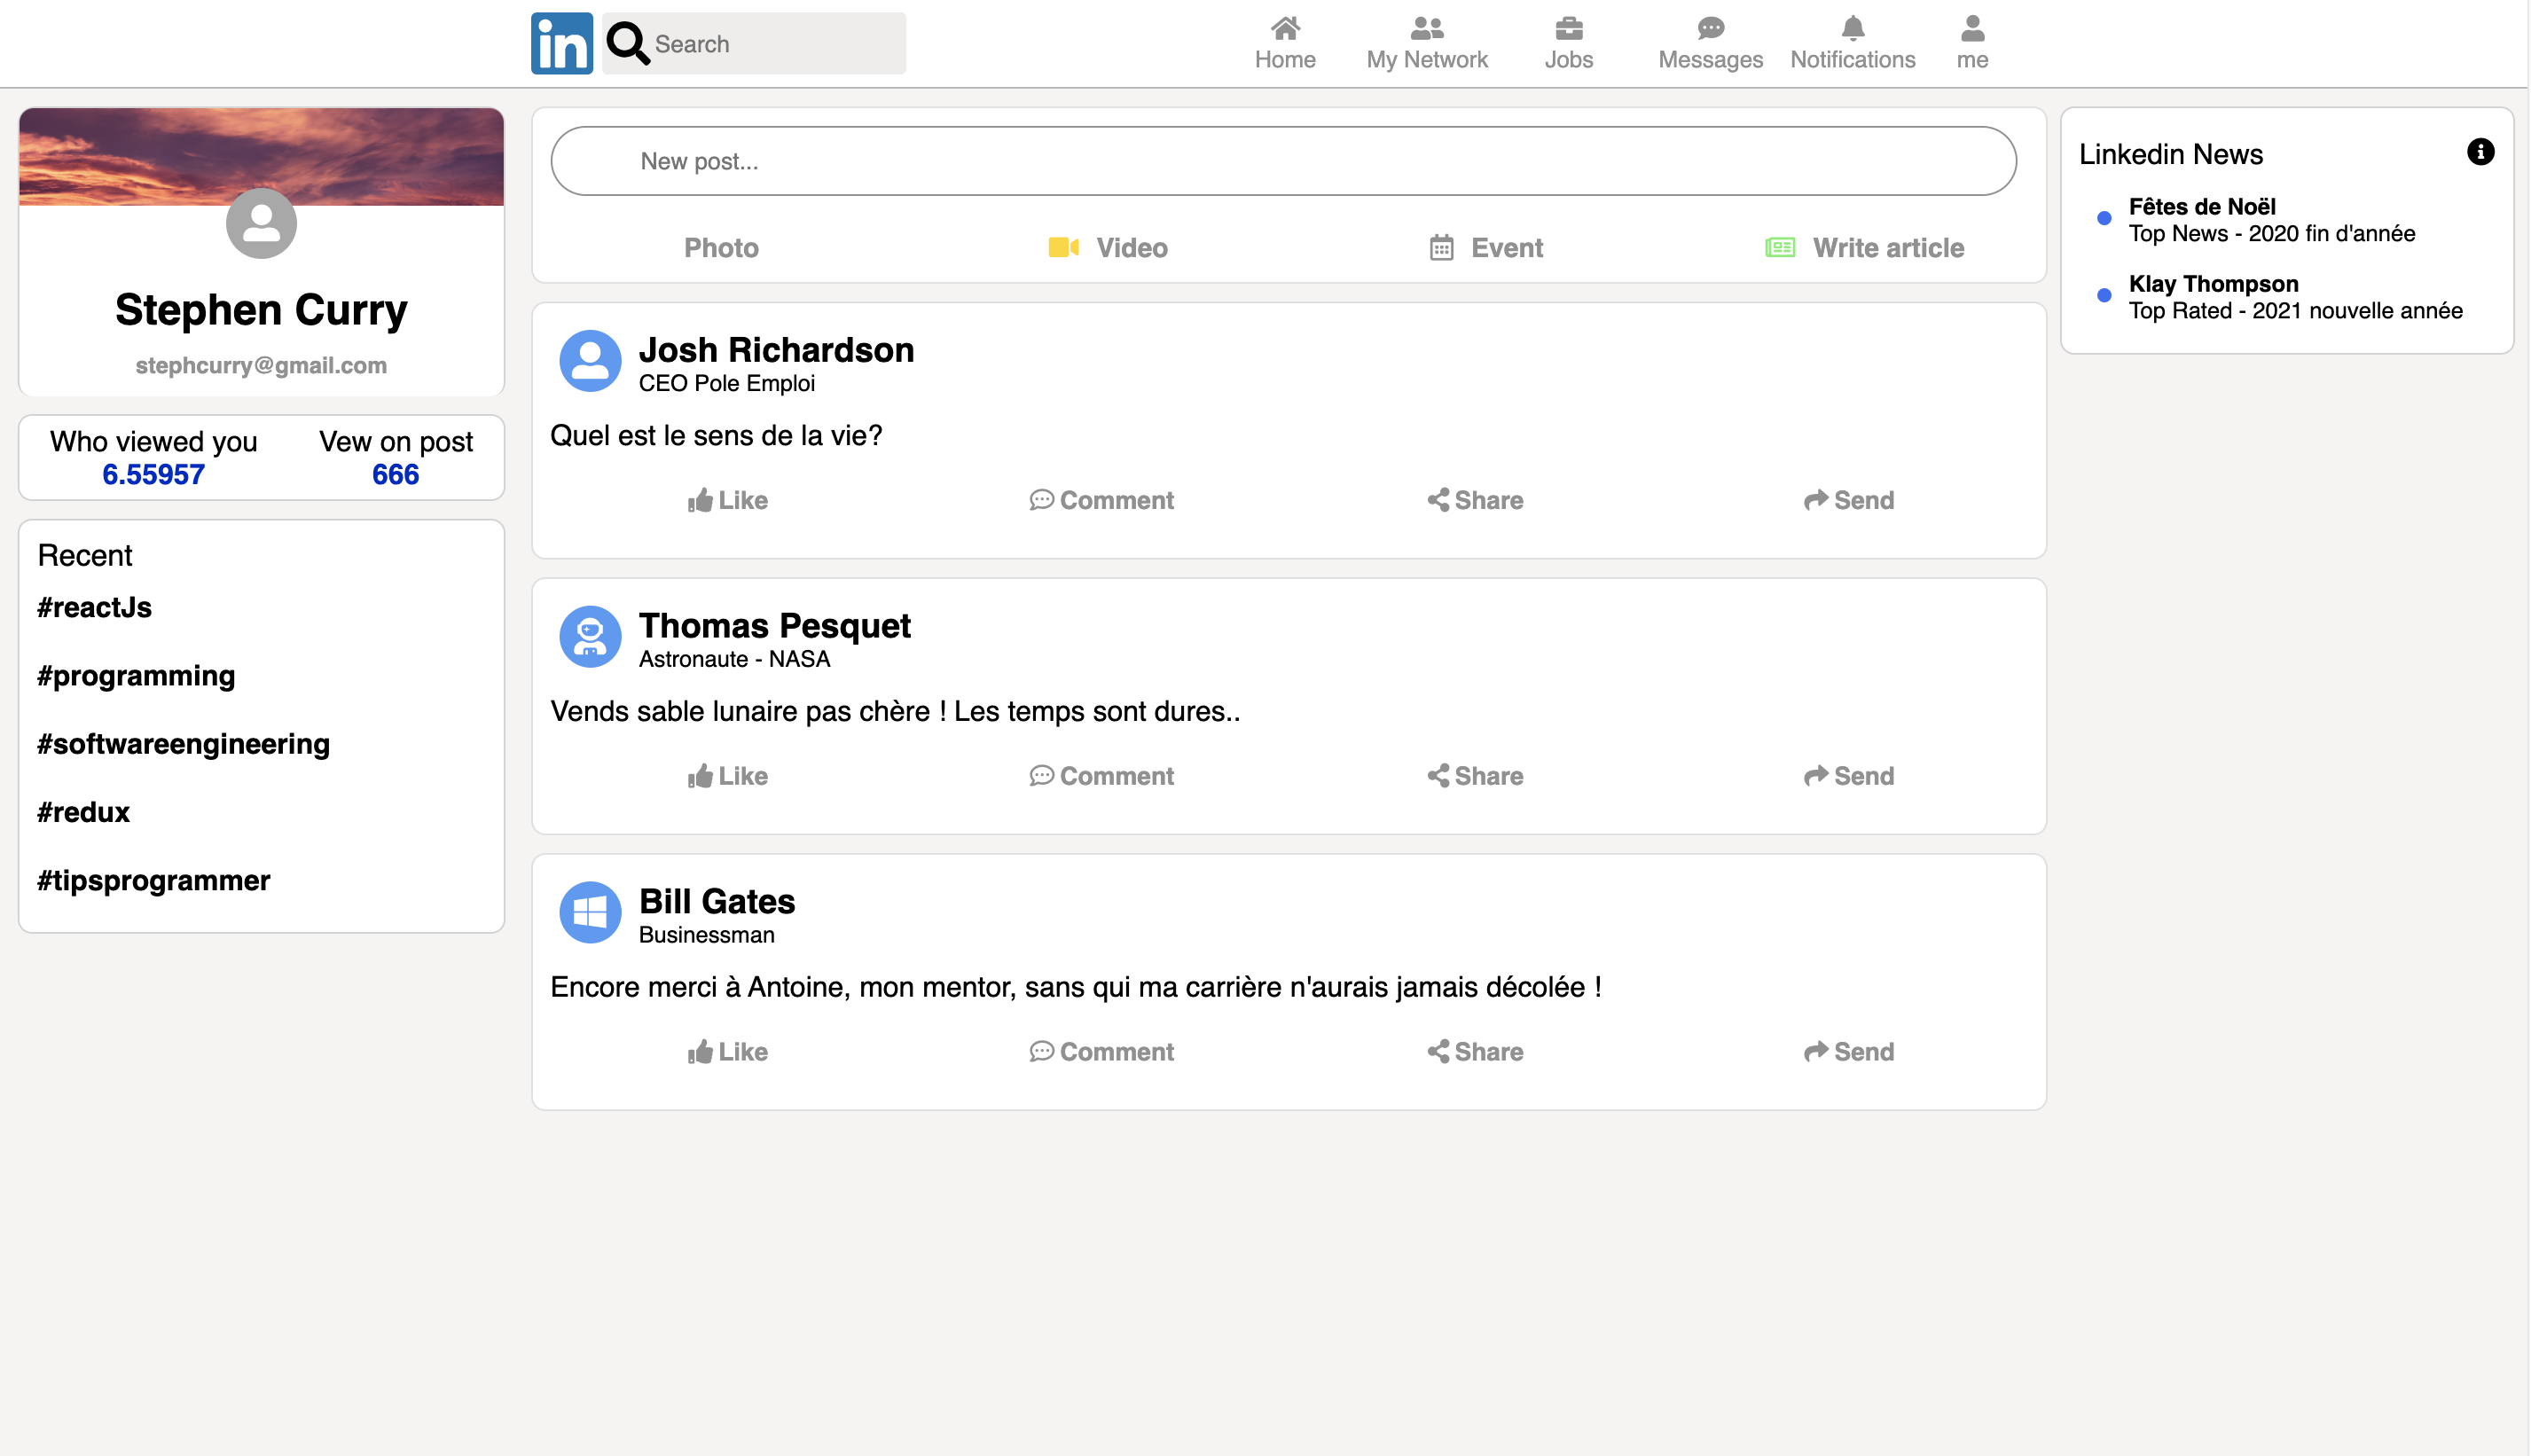 in Search
Home My Network Jobs Messages Notifications me
Stephen Curry
stephcurry@gmail.com
Who viewed you Vew on post
6.55957 666
Recent
#reactJs
#programming
#softwareengineering
#redux
#tipsprogrammer
New post...
Photo Video Event Write article
Josh Richardson
CEO Pole Emploi
Quel est le sens de la vie?
Like Comment Share Send
Thomas Pesquet
Astronaute - NASA
Vends sable lunaire pas chère ! Les temps sont dures..
Like Comment Share Send
Bill Gates
Businessman
Encore merci à Antoine, mon mentor, sans qui ma carrière n'aurais jamais décolée !
Like Comment Share Send
Linkedin News
Fêtes de Noël
Top News - 2020 fin d'année
Klay Thompson
Top Rated - 2021 nouvelle année